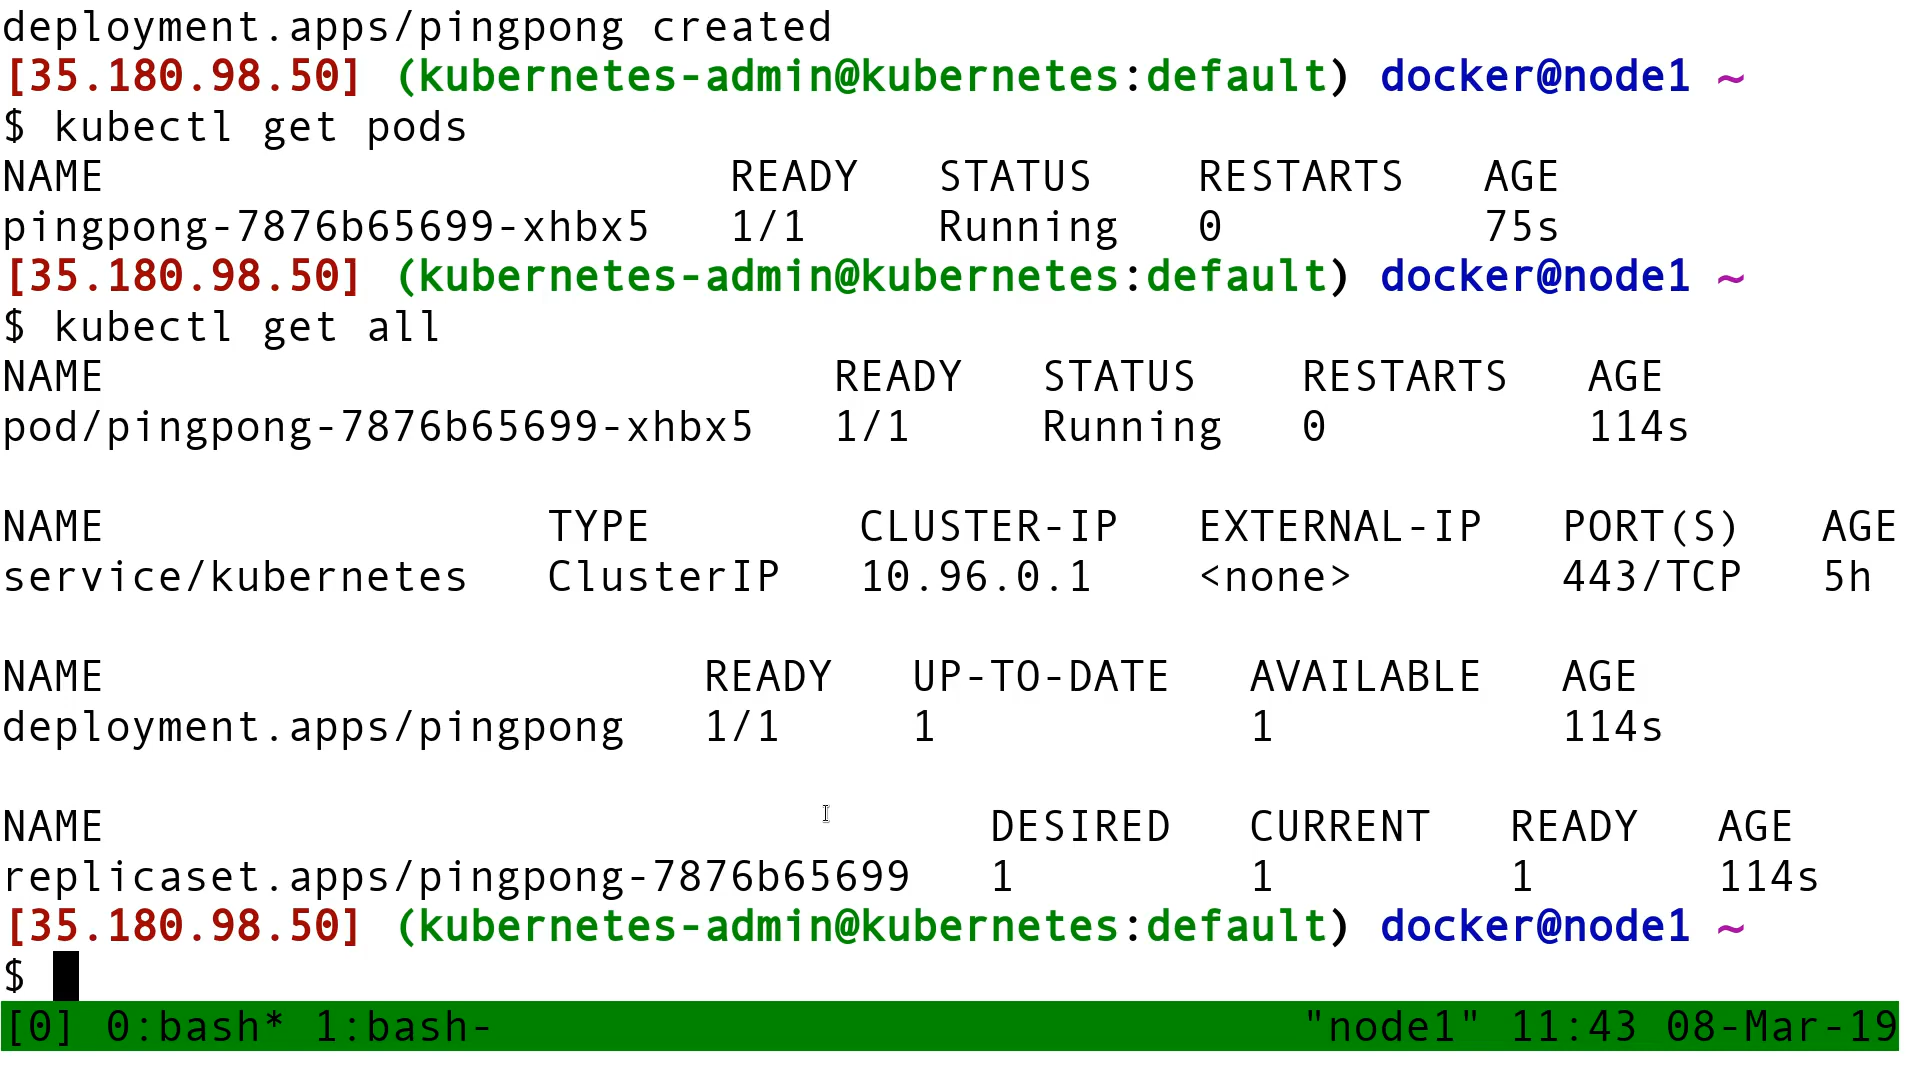 deployment.apps/pingpong created
[35.180.98.50] (kubernetes-admin@kubernetes:default) docker@node1 ~
$ kubectl get pods
NAME                        READY   STATUS    RESTARTS   AGE
pingpong-7876b65699-xhbx5   1/1     Running   0          75s
[35.180.98.50] (kubernetes-admin@kubernetes:default) docker@node1 ~
$ kubectl get all
NAME                            READY   STATUS    RESTARTS   AGE
pod/pingpong-7876b65699-xhbx5   1/1     Running   0          114s
NAME                 TYPE        CLUSTER-IP   EXTERNAL-IP   PORT(S)   AGE
service/kubernetes   ClusterIP   10.96.0.1    <none>        443/TCP   5h
NAME                       READY   UP-TO-DATE   AVAILABLE   AGE
deployment.apps/pingpong   1/1     1            1           114s
NAME                                  DESIRED   CURRENT   READY   AGE
replicaset.apps/pingpong-7876b65699   1         1         1       114s
[35.180.98.50] (kubernetes-admin@kubernetes:default) docker@node1 ~
$
[0] 0:bash* 1:bash-                                "node1" 11:43 08-Mar-19